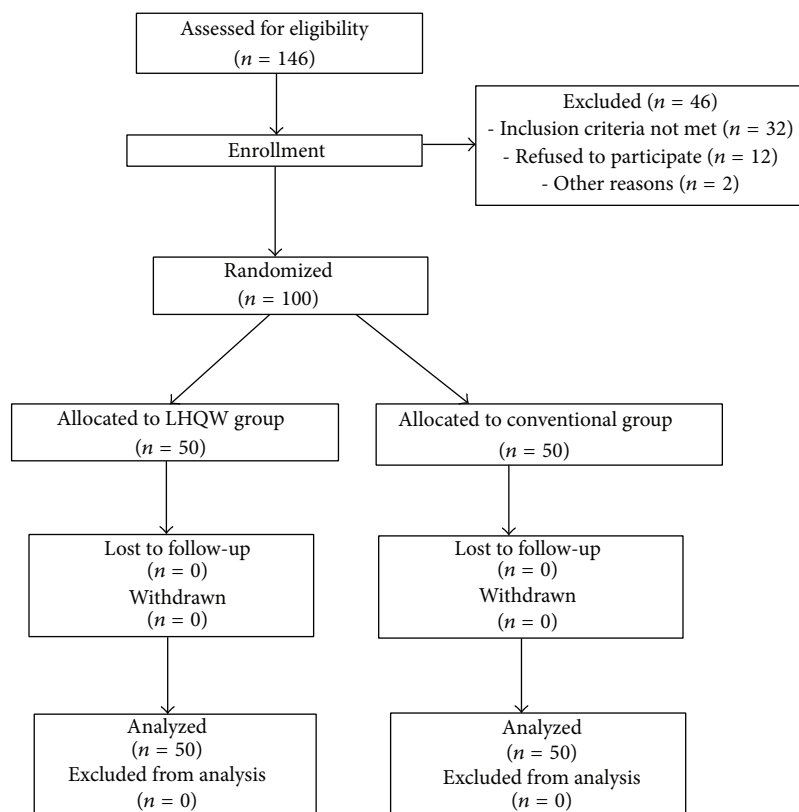 Assessed for eligibility
(n = 146)
Excluded (n = 46)
- Inclusion criteria not met (n = 32)
- Refused to participate (n = 12)
- Other reasons (n = 2)
Enrollment
Randomized
(n = 100)
Allocated to LHQW group
(n = 50)
Allocated to conventional group
(n = 50)
Lost to follow-up
(n = 0)
Withdrawn
(n = 0)
Lost to follow-up
(n = 0)
Withdrawn
(n = 0)
Analyzed
(n = 50)
Excluded from analysis
(n = 0)
Analyzed
(n = 50)
Excluded from analysis
(n = 0)